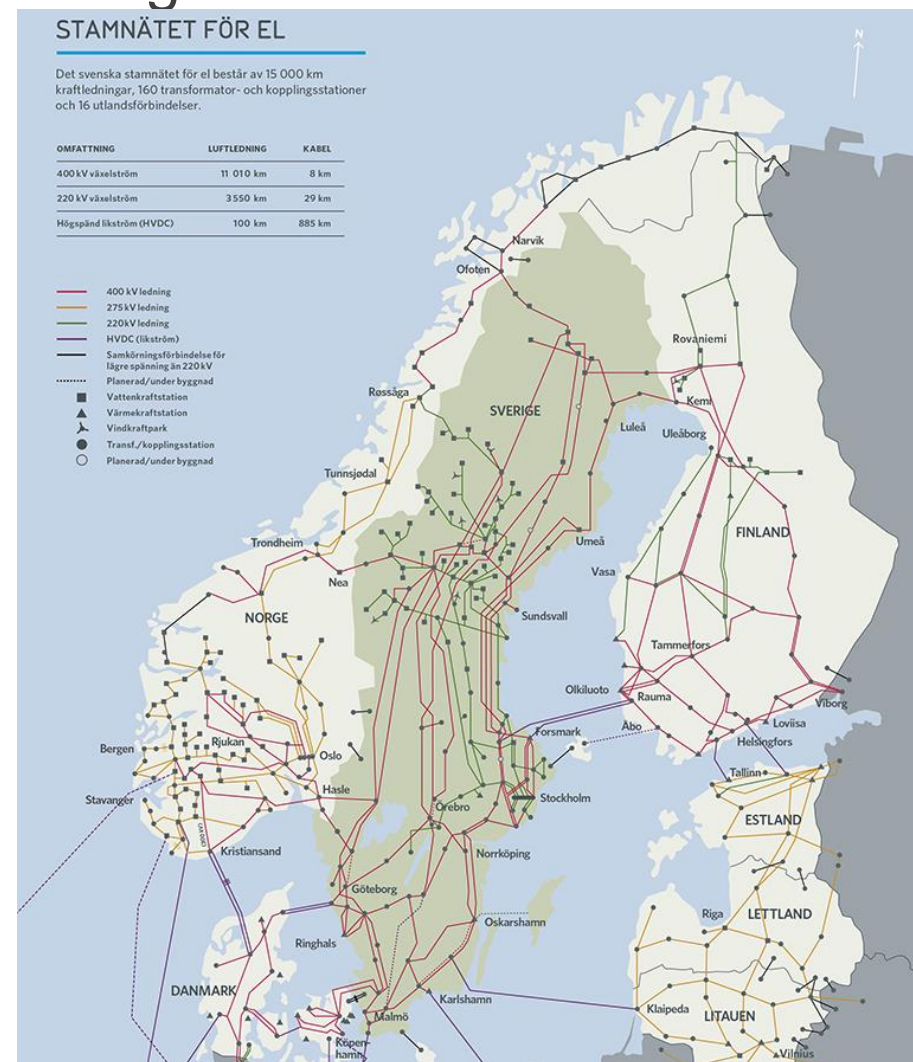 STAMNÄTET FÖR EL
Det svenska stamnätet för el består av 15 000 km
kraftledningar, 160 transformator- och kopplingsstationer
och 16 utlandsförbindelser.
OMFATTNING LUFTLEDNING KABEL
400 kV växelström 11 010 km 8 km
220 kV växelström 3 550 km 29 km
Högspänd likström (HVDC) 100 km 885 km
400 kV ledning
275 kV ledning
220 kV ledning
HVDC (likström)
Samkörningsförbindelse för
lägre spänning än 220 kV
Planerad/under byggnad
Vattenkraftstation
Värmekraftstation
Vindkraftpark
Transf./kopplingsstation
Planerad/under byggnad
N
Narvik
Ofoten
Rovaniemi
Røssåga
Kemi
SVERIGE
Luleå
Uleåborg
Tunnsjødal
FINLAND
Trondheim
Umeå
Nea
Vasa
NORGE
Sundsvall
Tammerfors
Olkiluoto
Rauma
Viborg
Åbo
Loviisa
Forsmark
Helsingfors
Bergen
Rjukan
Oslo
Tallinn
Hasle
Stavanger
Örebro
Stockholm
ESTLAND
Kristiansand
Norrköping
Göteborg
Riga
LETTLAND
Oskarshamn
Ringhals
DANMARK
Karlshamn
Klaipeda
LITAUEN
Malmö
Köpen-
hamn
Vilnius